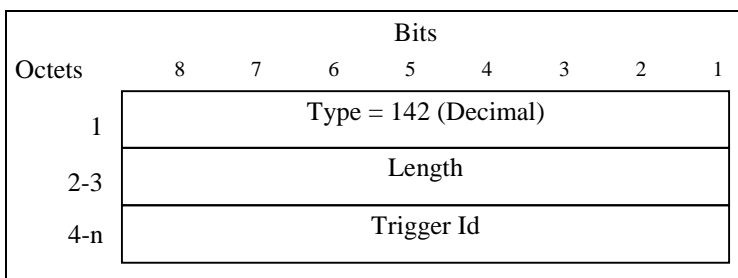 Bits
Octets 8 7 6 5 4 3 2 1
1 Type = 142 (Decimal)
2-3 Length
4-n Trigger Id